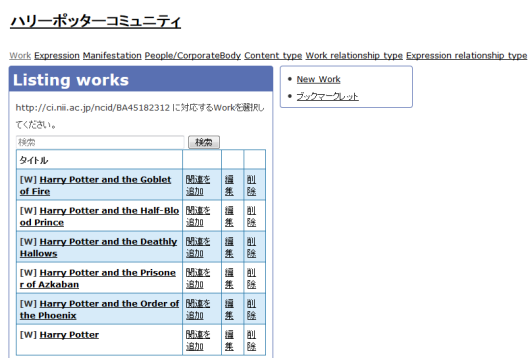 ハリーポッターコミュニティ
Work Expression Manifestation People/CorporateBody Content type Work relationship type Expression relationship type
Listing works
http://ci.nii.ac.jp/ncid/BA45182312 に対応するWorkを選択し
てください。
検索 検索
タイトル
[W] Harry Potter and the Goblet 関連を 編 削
of Fire 追加 集 除
[W] Harry Potter and the Half-Blo 関連を 編 削
od Prince 追加 集 除
[W] Harry Potter and the Deathly 関連を 編 削
Hallows 追加 集 除
[W] Harry Potter and the Prisone 関連を 編 削
r of Azkaban 追加 集 除
[W] Harry Potter and the Order of 関連を 編 削
the Phoenix 追加 集 除
[W] Harry Potter 関連を 編 削
追加 集 除
New Work
ブックマークレット